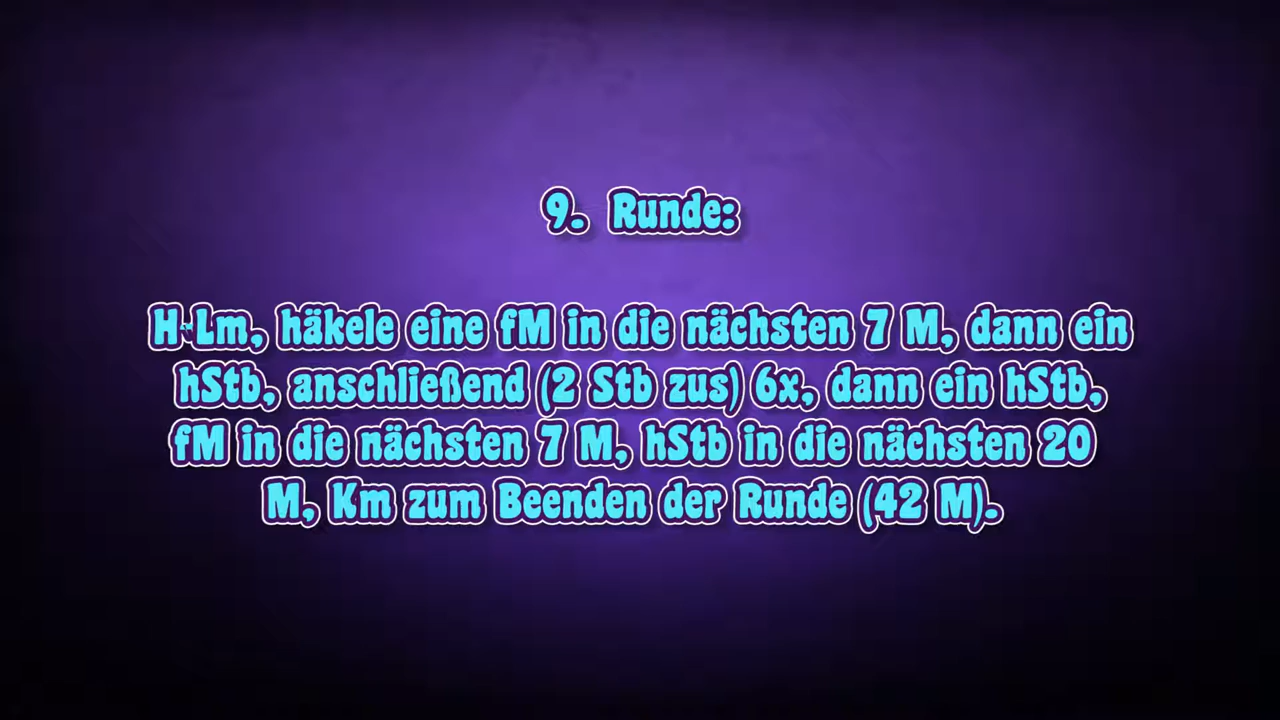 9. Runde:
H-Lm, häkele eine fM in die nächsten 7 M, dann ein
hStb, anschließend (2 Stb zus) 6x, dann ein hStb,
fM in die nächsten 7 M, hStb in die nächsten 20
M, Km zum Beenden der Runde (42 M).